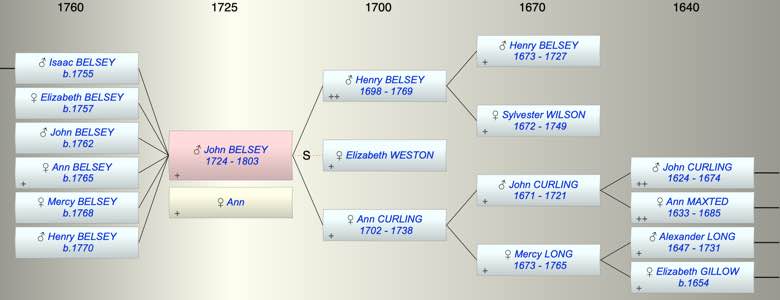 1760
1725
1700
1670
1640
♂ Isaac BELSEY
b.1755
♀ Elizabeth BELSEY
b.1757
♂ John BELSEY
b.1762
♀ Ann BELSEY
b.1765
+
♀ Mercy BELSEY
b.1768
♂ Henry BELSEY
b.1770
♂ John BELSEY
1724 - 1803
+
♀ Ann
+
S
♂ Henry BELSEY
1698 - 1769
++
♀ Elizabeth WESTON
+
♀ Ann CURLING
1702 - 1738
+
♂ Henry BELSEY
1673 - 1727
+
♀ Sylvester WILSON
1672 - 1749
+
♂ John CURLING
1671 - 1721
+
♀ Mercy LONG
1673 - 1765
+
♂ John CURLING
1624 - 1674
++
♀ Ann MAXTED
1633 - 1685
++
♂ Alexander LONG
1647 - 1731
+
♀ Elizabeth GILLOW
b.1654
+